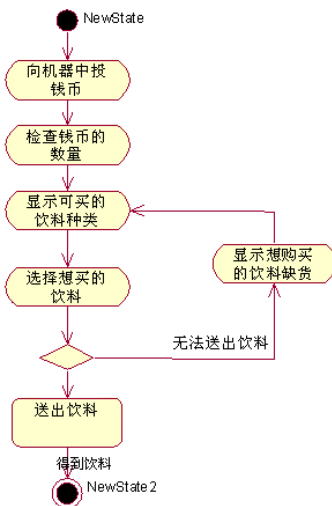 NewState
向机器中投
钱币
检查钱币的
数量
显示可买的
饮料种类
显示想购买
的饮料缺货
选择想买的
饮料
无法送出饮料
送出饮料
得到饮料
NewState2